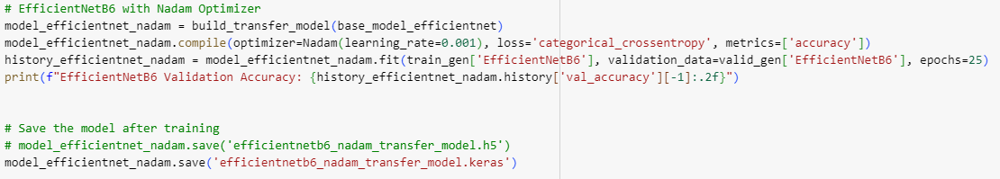 # EfficientNetB6 with Nadam Optimizer
model_efficientnet_nadam = build_transfer_model(base_model_efficientnet)
model_efficientnet_nadam.compile(optimizer=Nadam(learning_rate=0.001), loss='categorical_crossentropy', metrics=['accuracy'])
history_efficientnet_nadam = model_efficientnet_nadam.fit(train_gen['EfficientNetB6'], validation_data=valid_gen['EfficientNetB6'], epochs=25)
print(f"EfficientNetB6 Validation Accuracy: {history_efficientnet_nadam.history['val_accuracy'][-1]:.2f}")
# Save the model after training
# model_efficientnet_nadam.save('efficientnetb6_nadam_transfer_model.h5')
model_efficientnet_nadam.save('efficientnetb6_nadam_transfer_model.keras')